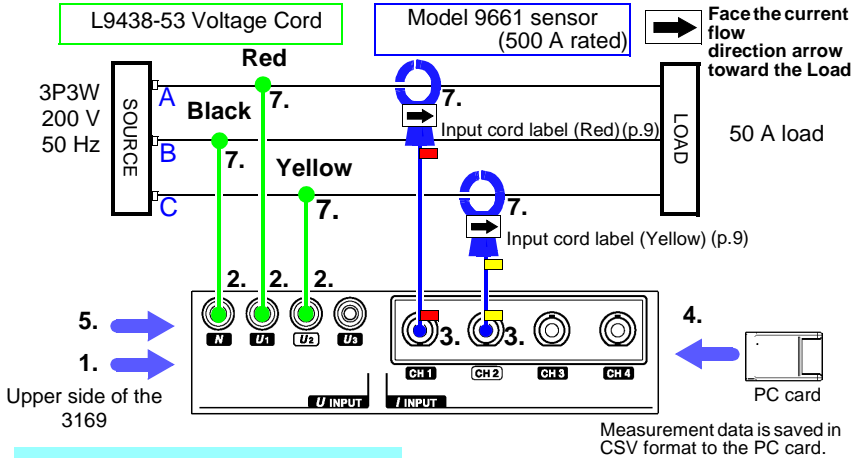 L9438-53 Voltage Cord
Model 9661 sensor
(500 A rated)
Face the current
flow
direction arrow
toward the Load
Red
3P3W
200 V
50 Hz
SOURCE
A
7.
7.
LOAD
50 A load
Black
Input cord label (Red) (p.9)
B
7.
Yellow
C
7.
7.
Input cord label (Yellow) (p.9)
2.
2.
2.
5.
3.
3.
4.
N
U1
U2
U3
1.
CH 1
CH 2
CH 3
CH 4
Upper side of the
3169
U INPUT
I INPUT
PC card
Measurement data is saved in
CSV format to the PC card.